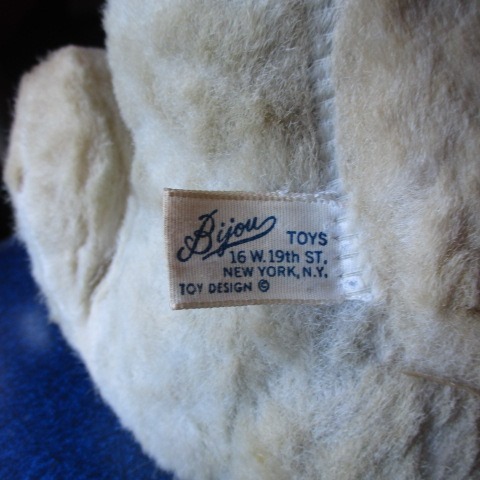 Bijou TOYS
16 W. 19th ST.
NEW YORK, N.Y.
TOY DESIGN ©